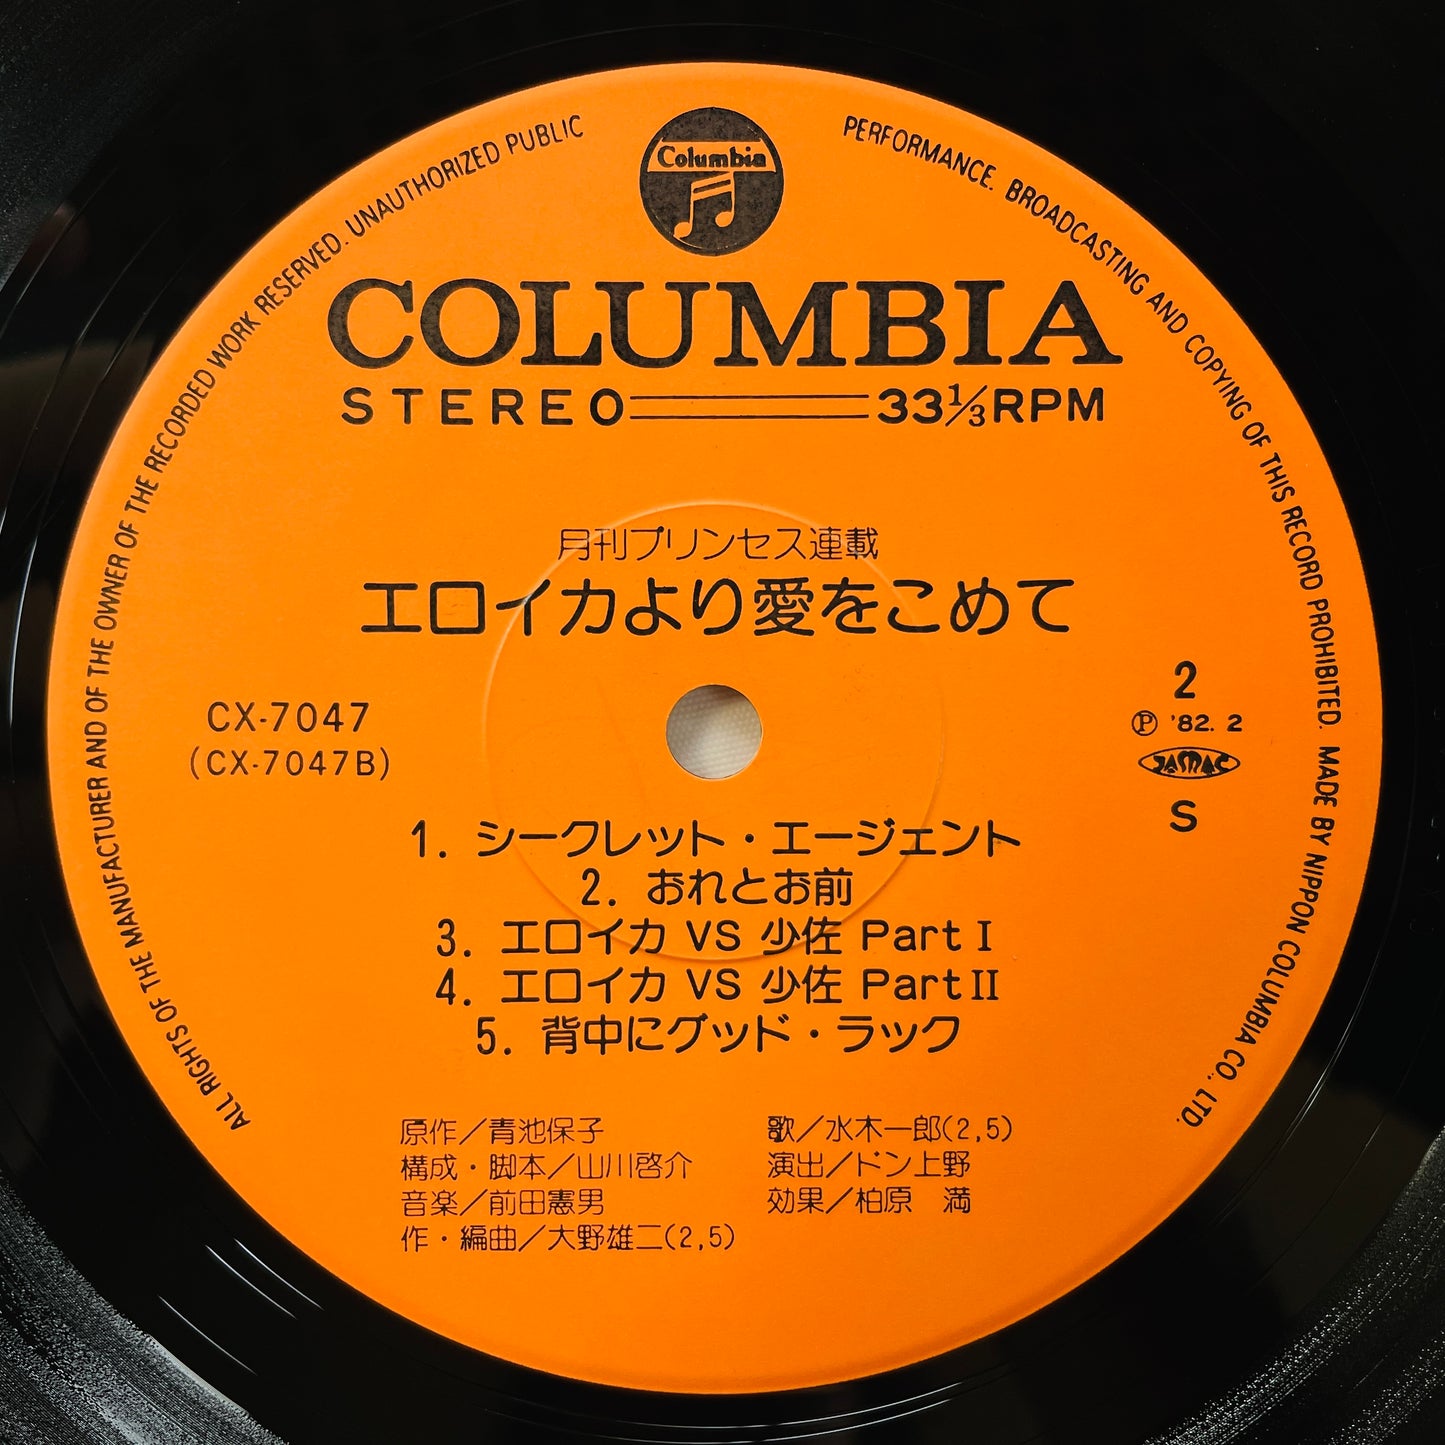 ALL RIGHTS OF THE MANUFACTURER AND OF THE OWNER OF THE RECORDED WORK RESERVED. UNAUTHORIZED PUBLIC PERFORMANCE. BROADCASTING AND COPYING OF THIS RECORD PROHIBITED. MADE BY NIPPON COLUMBIA CO., LTD.
Columbia
COLUMBIA
STEREO 33⅓RPM
月刊プリンセス連載
エロイカより愛をこめて
CX-7047
(CX-7047B)
2
Ⓟ '82. 2
JASRAC
S
1. シークレット・エージェント
2. おれとお前
3. エロイカ VS 少佐 Part I
4. エロイカ VS 少佐 Part II
5. 背中にグッド・ラック
原作/青池保子
構成・脚本/山川啓介
音楽/前田憲男
作・編曲/大野雄二(2,5)
歌/水木一郎(2,5)
演出/ドン上野
効果/柏原 満